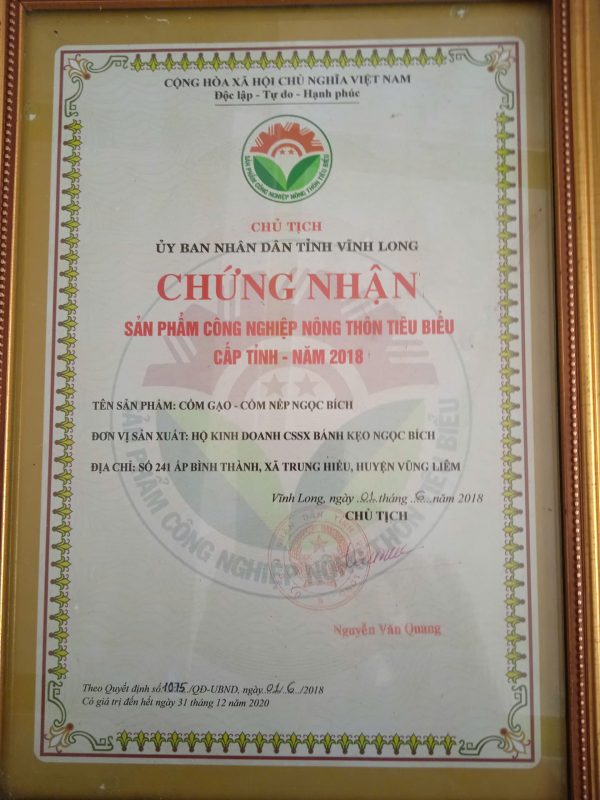 CỘNG HÒA XÃ HỘI CHỦ NGHĨA VIỆT NAM
Độc lập - Tự do - Hạnh phúc
SẢN PHẨM CÔNG NGHIỆP NÔNG THÔN TIÊU BIỂU
CHỦ TỊCH
ỦY BAN NHÂN DÂN TỈNH VĨNH LONG
CHỨNG NHẬN
SẢN PHẨM CÔNG NGHIỆP NÔNG THÔN TIÊU BIỂU
CẤP TỈNH - NĂM 2018
TÊN SẢN PHẨM: CỐM GẠO - CỐM NẾP NGỌC BÍCH
ĐƠN VỊ SẢN XUẤT: HỘ KINH DOANH CSSX BÁNH KẸO NGỌC BÍCH
ĐỊA CHỈ: SỐ 241 ẤP BÌNH THÀNH, XÃ TRUNG HIẾU, HUYỆN VŨNG LIÊM
Vĩnh Long, ngày 01 tháng 6 năm 2018
CHỦ TỊCH
Nguyễn Văn Quang
Theo Quyết định số 1075/QĐ-UBND, ngày 01/6/2018
Có giá trị đến hết ngày 31 tháng 12 năm 2020